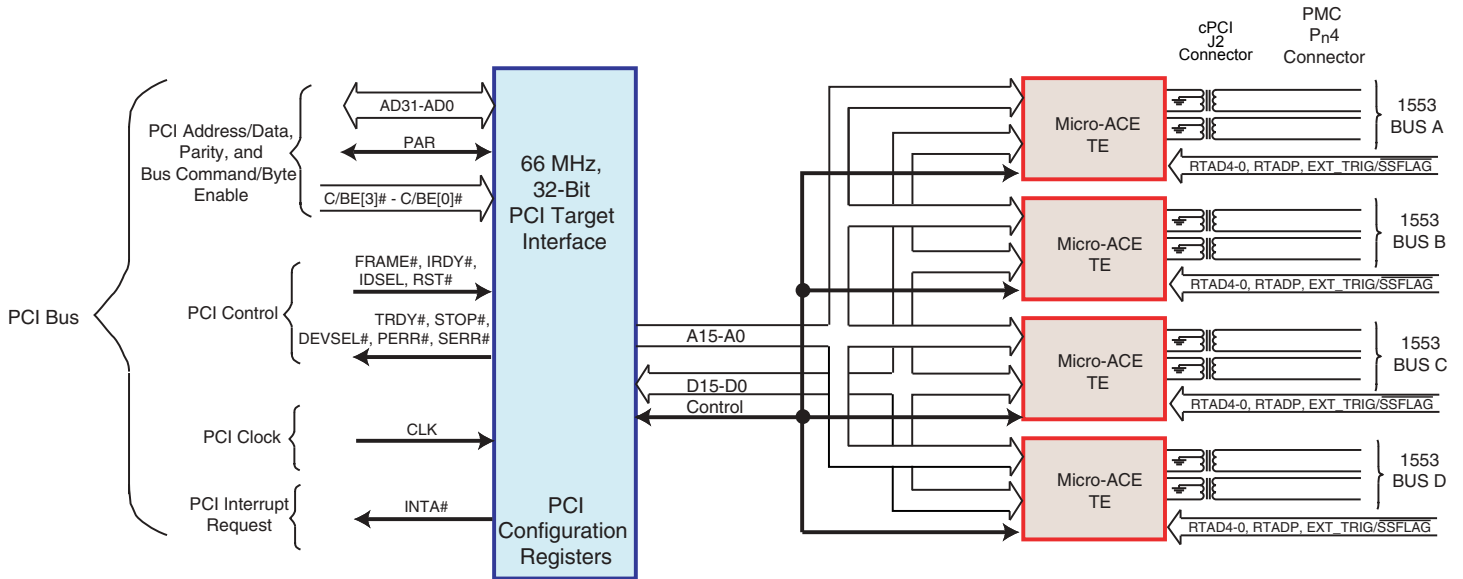 PCI Bus
PCI Address/Data,
Parity, and
Bus Command/Byte
Enable
AD31-AD0
PAR
C/BE[3]# - C/BE[0]#
PCI Control
FRAME#, IRDY#,
IDSEL, RST#
TRDY#, STOP#,
DEVSEL#, PERR#, SERR#
PCI Clock
CLK
PCI Interrupt
Request
INTA#
66 MHz,
32-Bit
PCI Target
Interface
PCI
Configuration
Registers
A15-A0
D15-D0
Control
cPCI
J2
Connector
PMC
Pn4
Connector
Micro-ACE
TE
1553
BUS A
RTAD4-0, RTADP, EXT_TRIG/SSFLAG
Micro-ACE
TE
1553
BUS B
RTAD4-0, RTADP, EXT_TRIG/SSFLAG
Micro-ACE
TE
1553
BUS C
RTAD4-0, RTADP, EXT_TRIG/SSFLAG
Micro-ACE
TE
1553
BUS D
RTAD4-0, RTADP, EXT_TRIG/SSFLAG